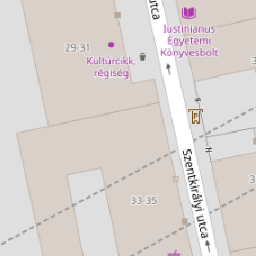 utca
Iustinianus
Egyetemi
Könyvesbolt
29-31
Kultúrcikk,
régiség
Szentkirályi utca
33-35